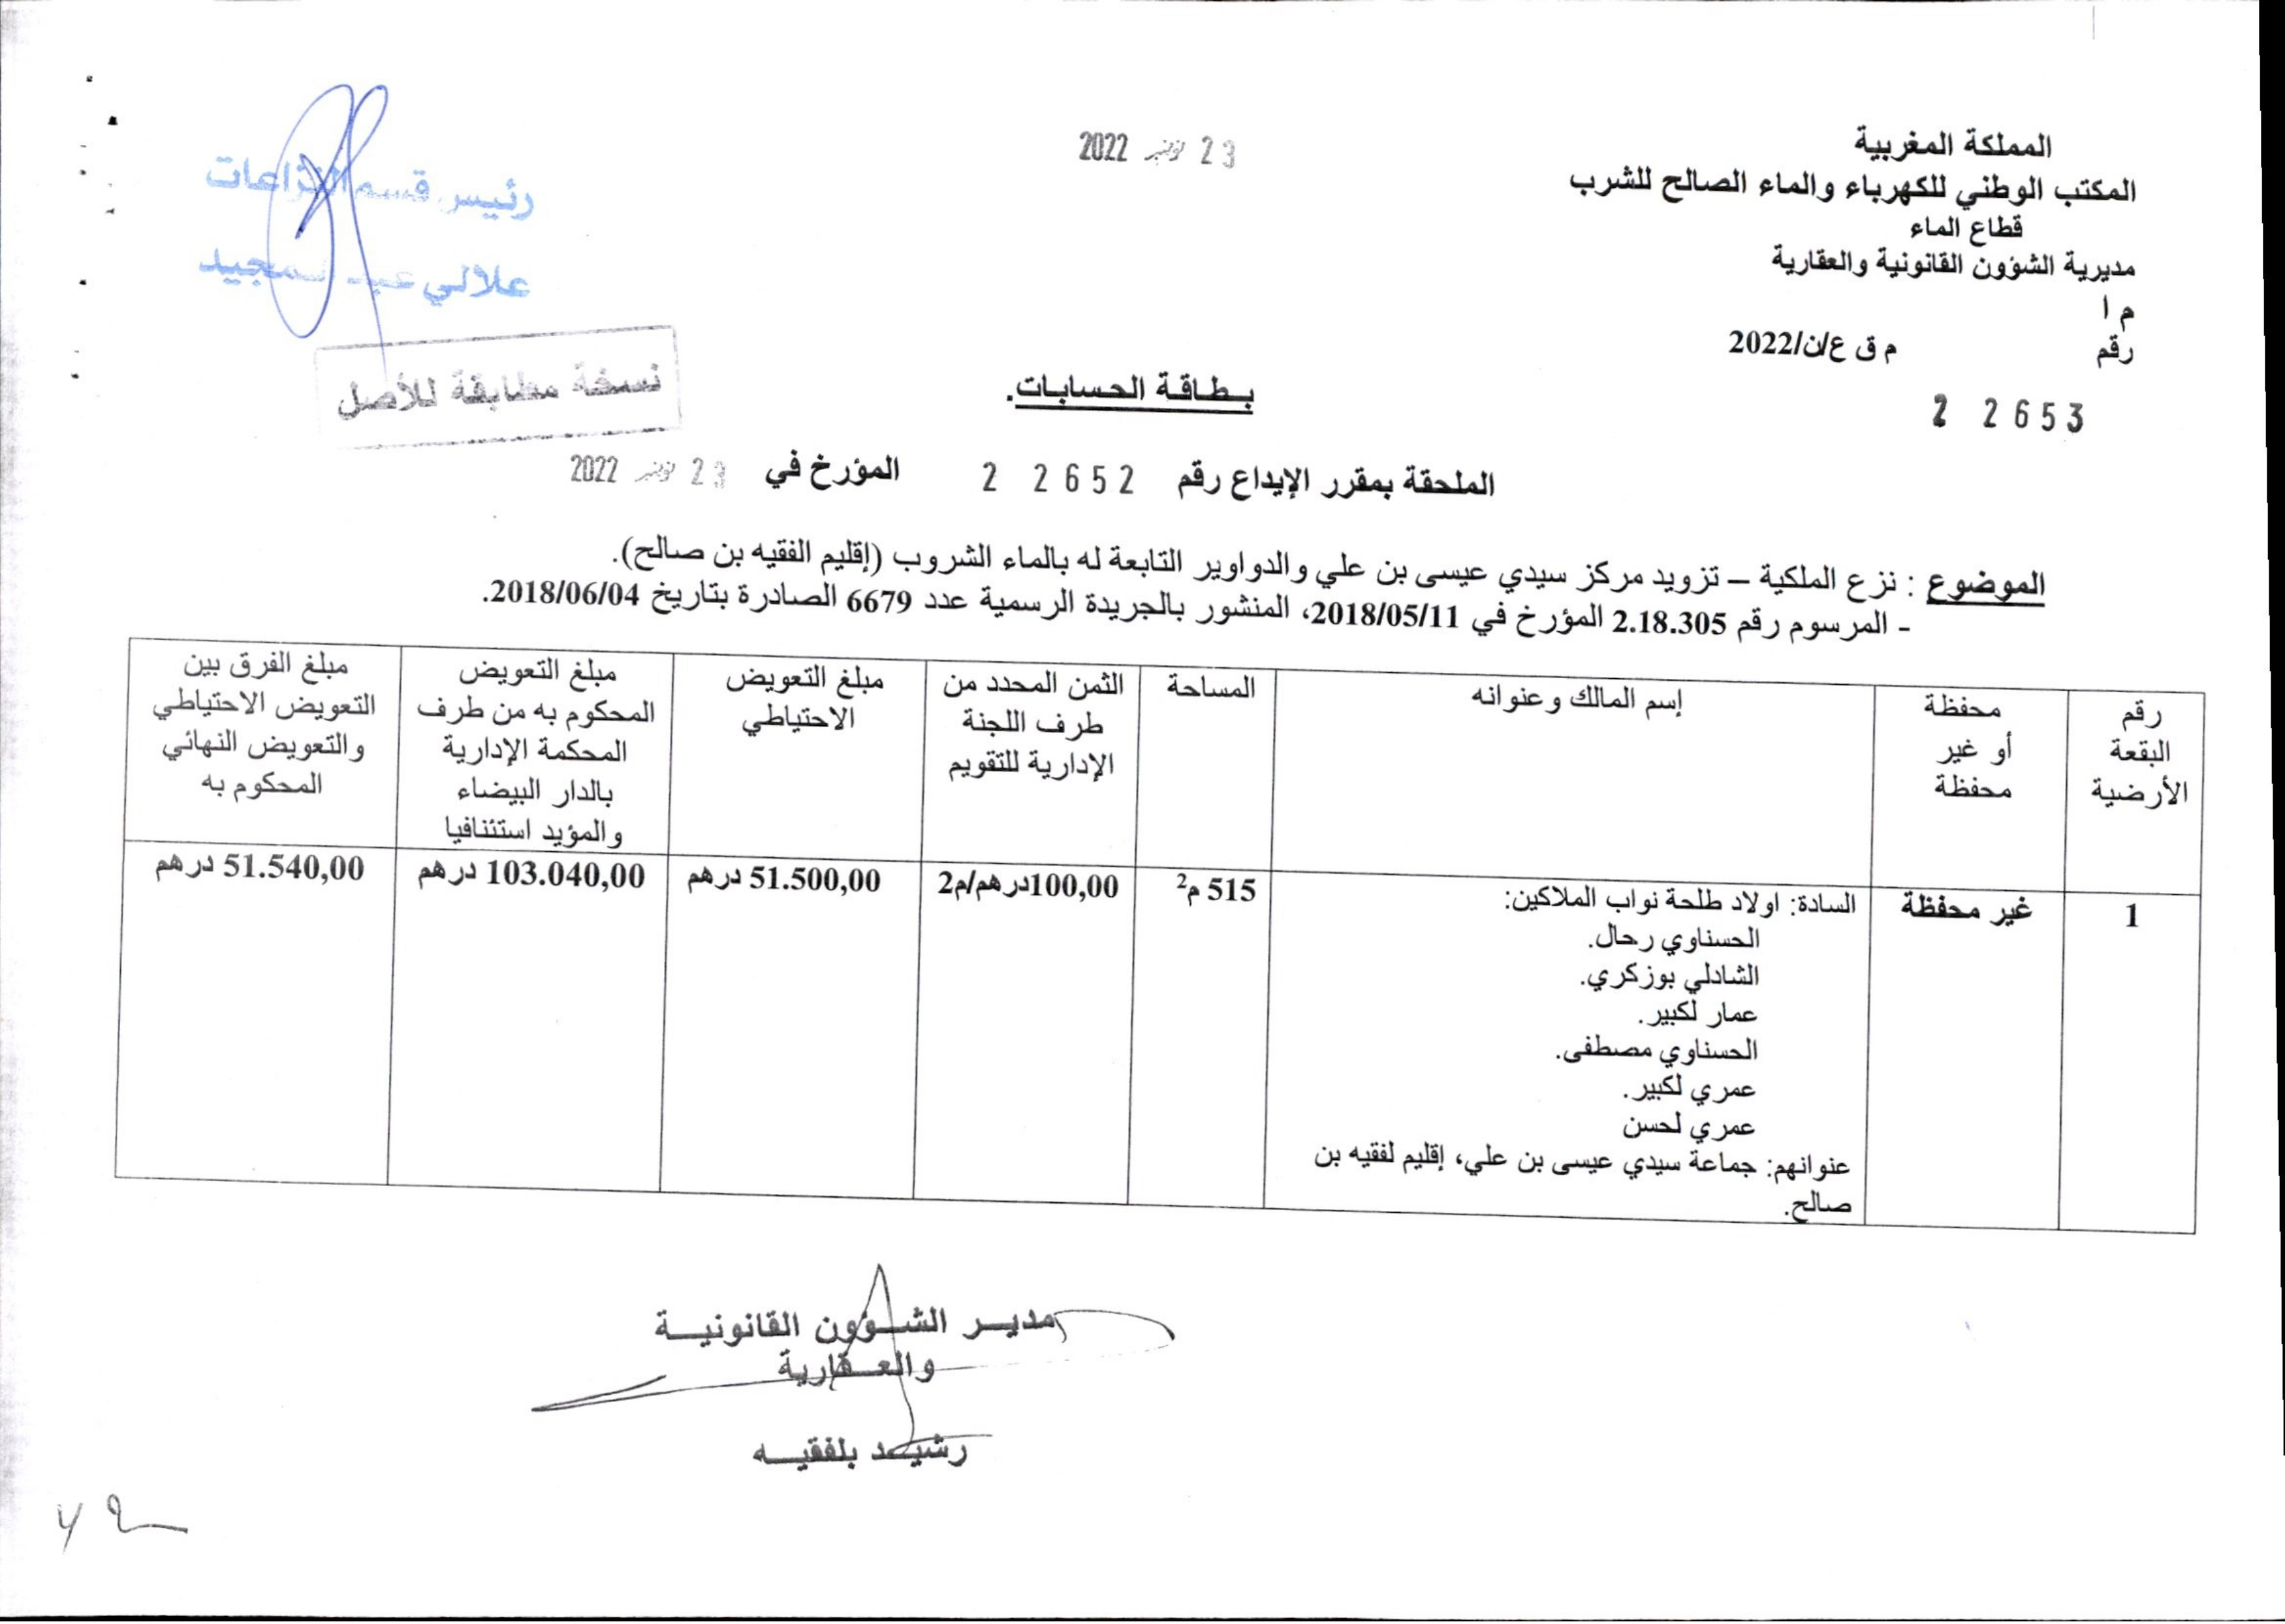 المملكة المغربية
المكتب الوطني للكهرباء والماء الصالح للشرب
قطاع الماء
مديرية الشؤون القانونية والعقارية
م ا
رقم م ق ع/ن/2022
2 2653
23 نونبر 2022
رئيس قسم النزاعات
علالي عبد المجيد
نسخة مطابقة للأصل
بطاقة الحسابات.
الملحقة بمقرر الإيداع رقم 2 2652 المؤرخ في 23 نونبر 2022
الموضوع : نزع الملكية – تزويد مركز سيدي عيسى بن علي والدواوير التابعة له بالماء الشروب (إقليم الفقيه بن صالح).
- المرسوم رقم 2.18.305 المؤرخ في 2018/05/11، المنشور بالجريدة الرسمية عدد 6679 الصادرة بتاريخ 2018/06/04.
رقم
البقعة
الأرضية
محفظة
أو غير
محفظة
إسم المالك وعنوانه
المساحة
الثمن المحدد من
طرف اللجنة
الإدارية للتقويم
مبلغ التعويض
الاحتياطي
مبلغ التعويض
المحكوم به من طرف
المحكمة الإدارية
بالدار البيضاء
والمؤيد استئنافيا
مبلغ الفرق بين
التعويض الاحتياطي
والتعويض النهائي
المحكوم به
1
غير محفظة
السادة: اولاد طلحة نواب الملاكين:
الحسناوي رحال.
الشادلي بوزكري.
عمار لكبير.
الحسناوي مصطفى.
عمري لكبير.
عمري لحسن
عنوانهم: جماعة سيدي عيسى بن علي، إقليم لفقيه بن
صالح.
515 م2
100,00درهم/م2
51.500,00 درهم
103.040,00 درهم
51.540,00 درهم
مدير الشؤون القانونية
والعقارية
رشيد بلفقيه